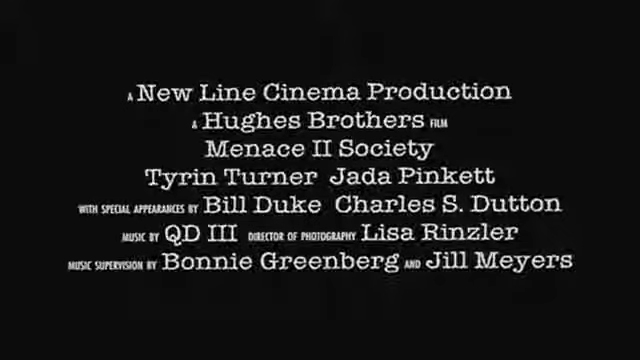 A New Line Cinema Production
A Hughes Brothers FILM
Menace II Society
Tyrin Turner Jada Pinkett
WITH SPECIAL APPEARANCES BY Bill Duke Charles S. Dutton
MUSIC BY QD III DIRECTOR OF PHOTOGRAPHY Lisa Rinzler
MUSIC SUPERVISION BY Bonnie Greenberg AND Jill Meyers